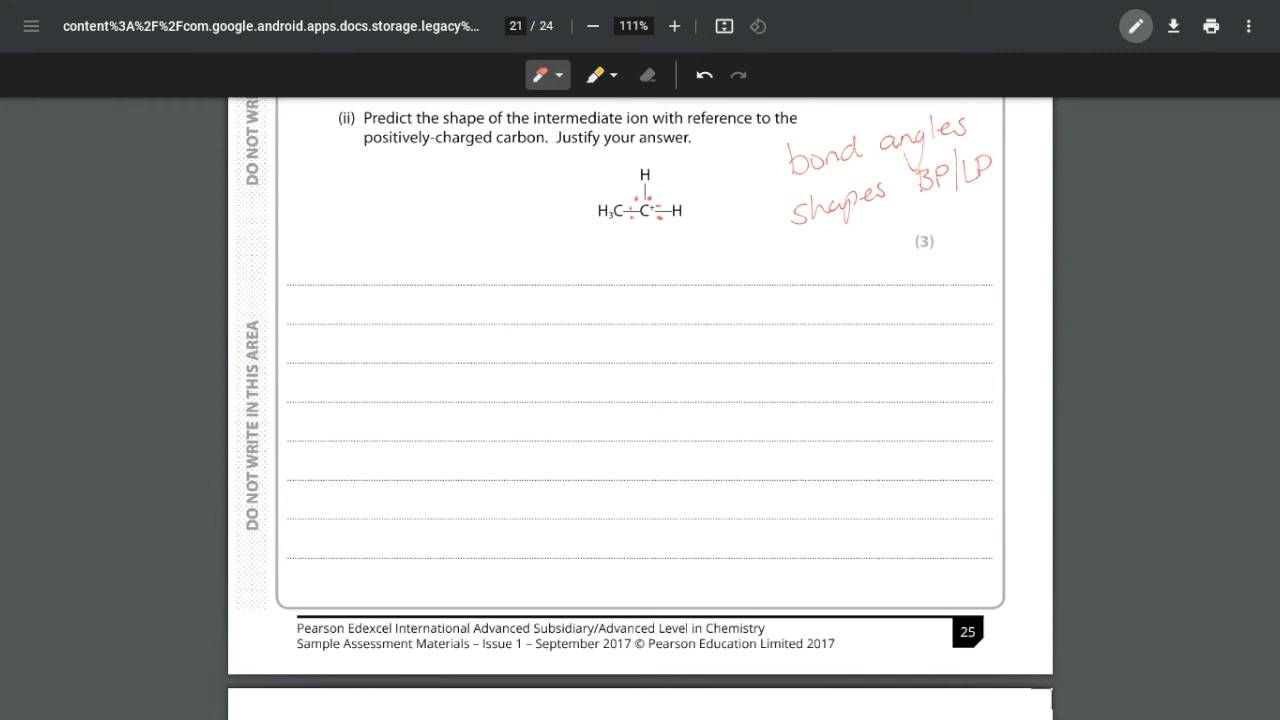 content%3A%2F%2Fcom.google.android.apps.docs.storage.legacy%...
21 / 24
111%
DO NOT WRI
(ii) Predict the shape of the intermediate ion with reference to the
positively-charged carbon. Justify your answer.
bond angles
shapes BP/LP
H
H₃C—C⁺—H
(3)
DO NOT WRITE IN THIS AREA
Pearson Edexcel International Advanced Subsidiary/Advanced Level in Chemistry
Sample Assessment Materials – Issue 1 – September 2017 © Pearson Education Limited 2017
25